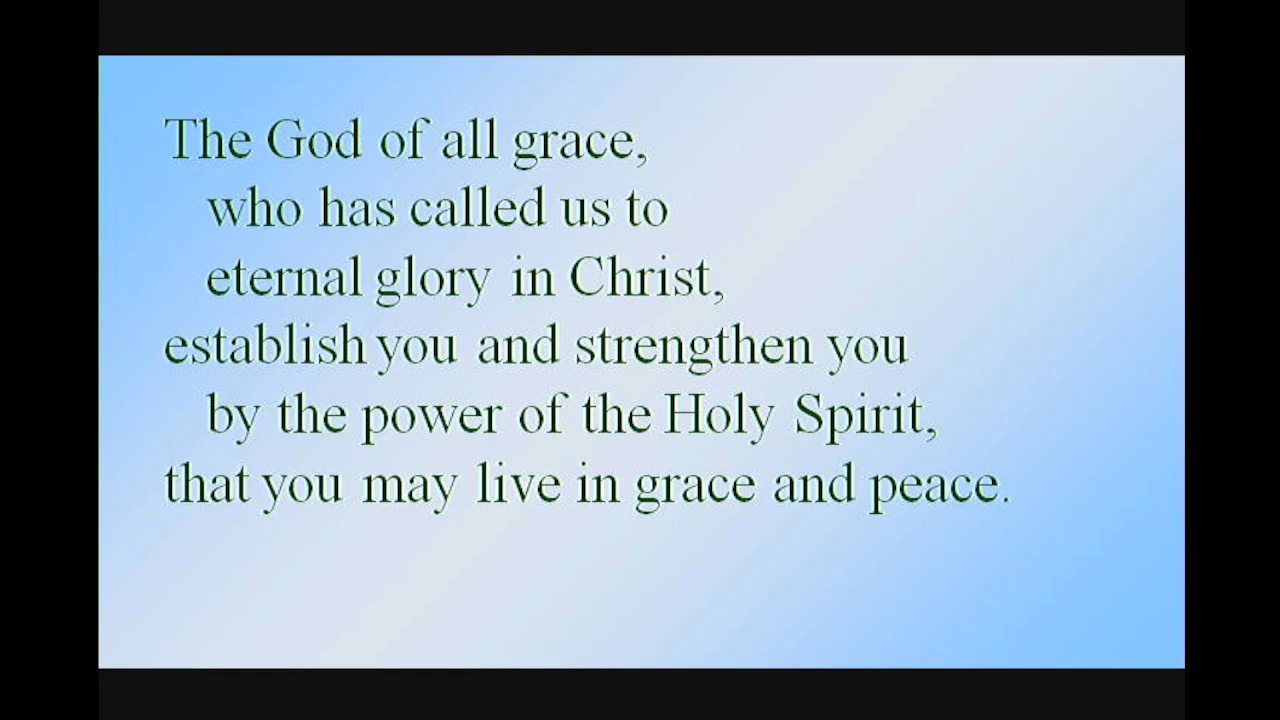 The God of all grace,
who has called us to
eternal glory in Christ,
establish you and strengthen you
by the power of the Holy Spirit,
that you may live in grace and peace.